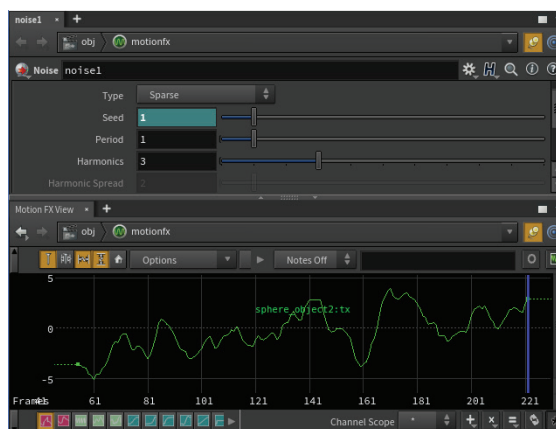 noise1
obj motionfx
Noise noise1
Type Sparse
Seed 1
Period 1
Harmonics 3
Harmonic Spread 2
Motion FX View
obj motionfx
Options Notes Off
5
sphere_object2:tx
0
-5
61 81 101 121 141 161 181 201 221
Channel Scope *